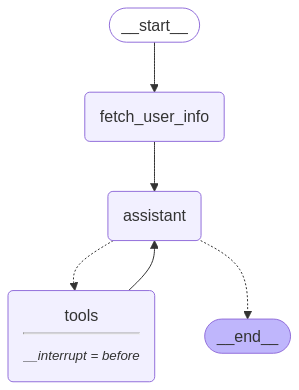 __start__
fetch_user_info
assistant
tools
__interrupt = before
__end__